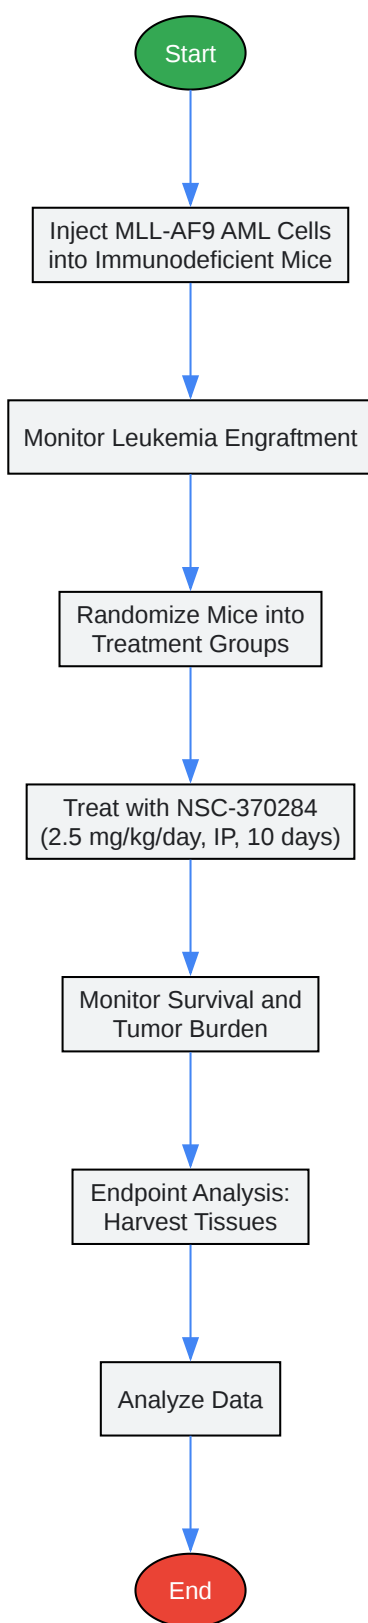 Start
Inject MLL-AF9 AML Cells
into Immunodeficient Mice
Monitor Leukemia Engraftment
Randomize Mice into
Treatment Groups
Treat with NSC-370284
(2.5 mg/kg/day, IP, 10 days)
Monitor Survival and
Tumor Burden
Endpoint Analysis:
Harvest Tissues
Analyze Data
End